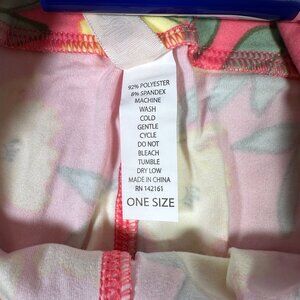 92% POLYESTER
8% SPANDEX
MACHINE
WASH
COLD
GENTLE
CYCLE
DO NOT
BLEACH
TUMBLE
DRY LOW
MADE IN CHINA
RN 142161
ONE SIZE